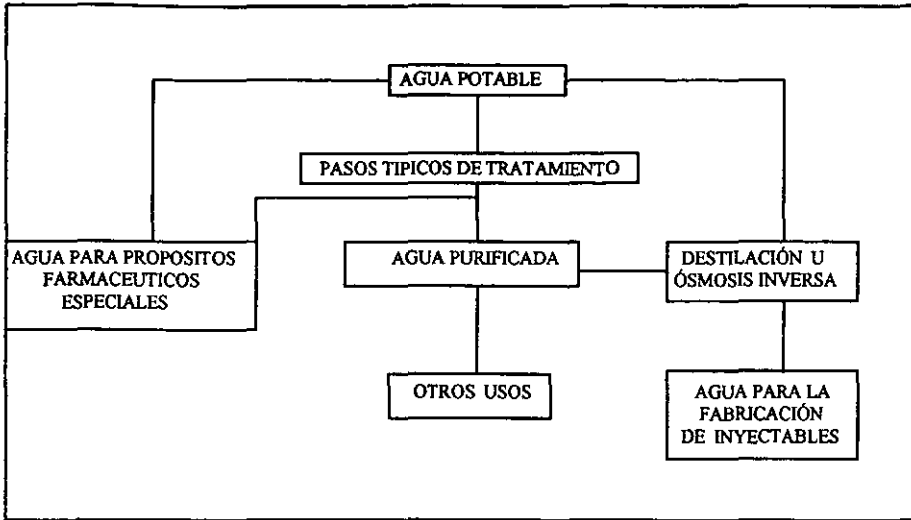 AGUA POTABLE
PASOS TIPICOS DE TRATAMIENTO
AGUA PARA PROPOSITOS
FARMACEUTICOS
ESPECIALES
AGUA PURIFICADA
DESTILACIÓN U
ÓSMOSIS INVERSA
OTROS USOS
AGUA PARA LA
FABRICACIÓN
DE INYECTABLES